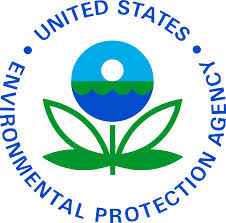 UNITED STATES
ENVIRONMENTAL PROTECTION AGENCY